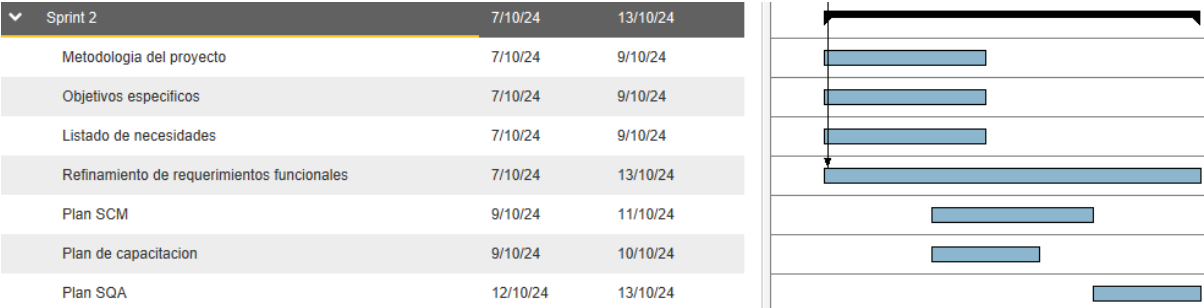 Sprint 2 7/10/24 13/10/24
Metodologia del proyecto 7/10/24 9/10/24
Objetivos especificos 7/10/24 9/10/24
Listado de necesidades 7/10/24 9/10/24
Refinamiento de requerimientos funcionales 7/10/24 13/10/24
Plan SCM 9/10/24 11/10/24
Plan de capacitacion 9/10/24 10/10/24
Plan SQA 12/10/24 13/10/24